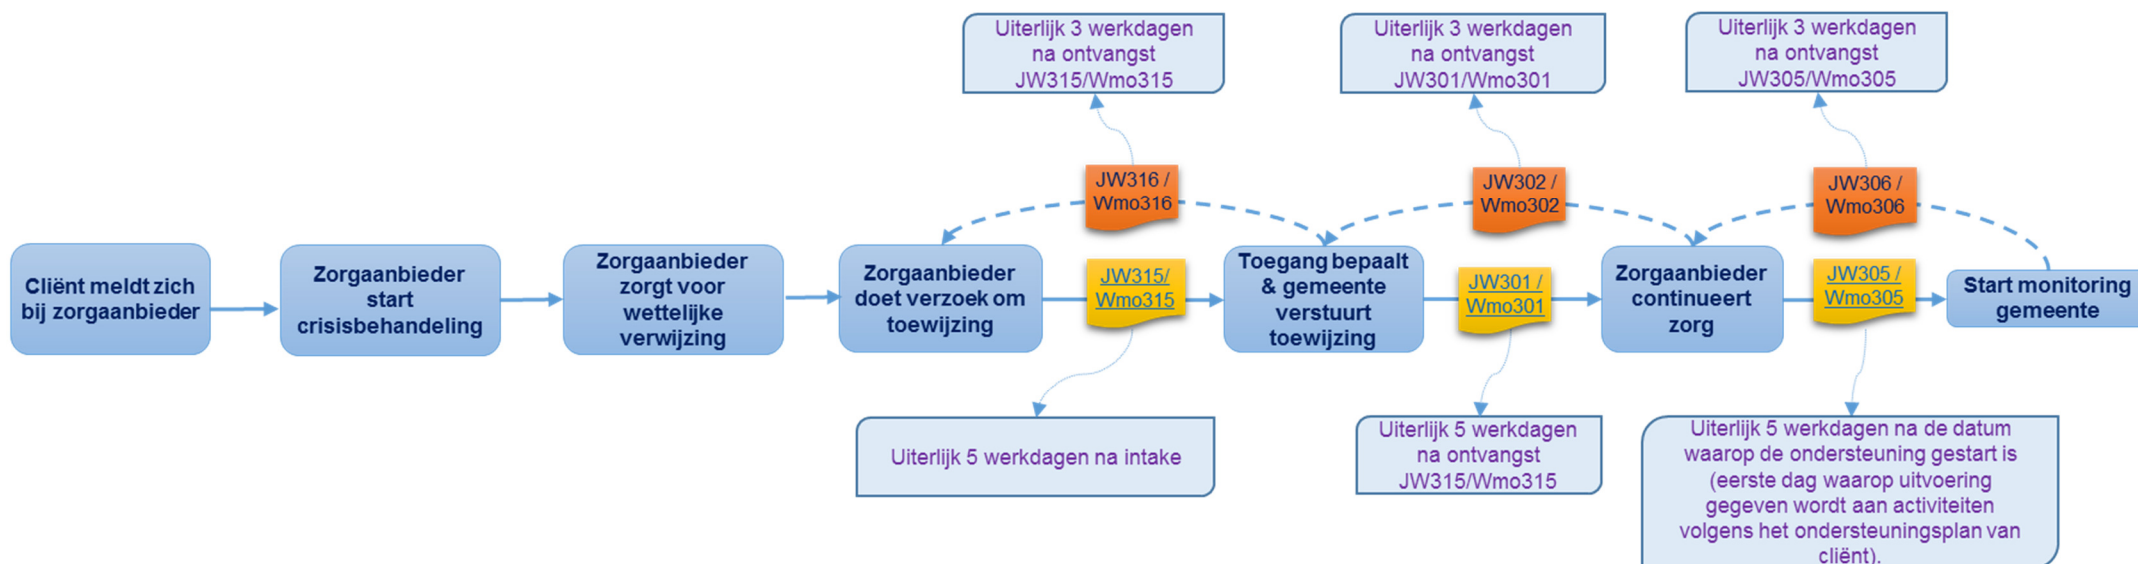 Uiterlijk 3 werkdagen
na ontvangst
JW315/Wmo315
Uiterlijk 3 werkdagen
na ontvangst
JW301/Wmo301
Uiterlijk 3 werkdagen
na ontvangst
JW305/Wmo305
JW316 /
Wmo316
JW302 /
Wmo302
JW306 /
Wmo306
Cliënt meldt zich
bij zorgaanbieder
Zorgaanbieder
start
crisisbehandeling
Zorgaanbieder
zorgt voor
wettelijke
verwijzing
Zorgaanbieder
doet verzoek om
toewijzing
JW315/
Wmo315
Toegang bepaalt
& gemeente
verstuurt
toewijzing
JW301 /
Wmo301
Zorgaanbieder
continueert
zorg
JW305 /
Wmo305
Start monitoring
gemeente
Uiterlijk 5 werkdagen na intake
Uiterlijk 5 werkdagen
na ontvangst
JW315/Wmo315
Uiterlijk 5 werkdagen na de datum
waarop de ondersteuning gestart is
(eerste dag waarop uitvoering
gegeven wordt aan activiteiten
volgens het ondersteuningsplan van
cliënt).